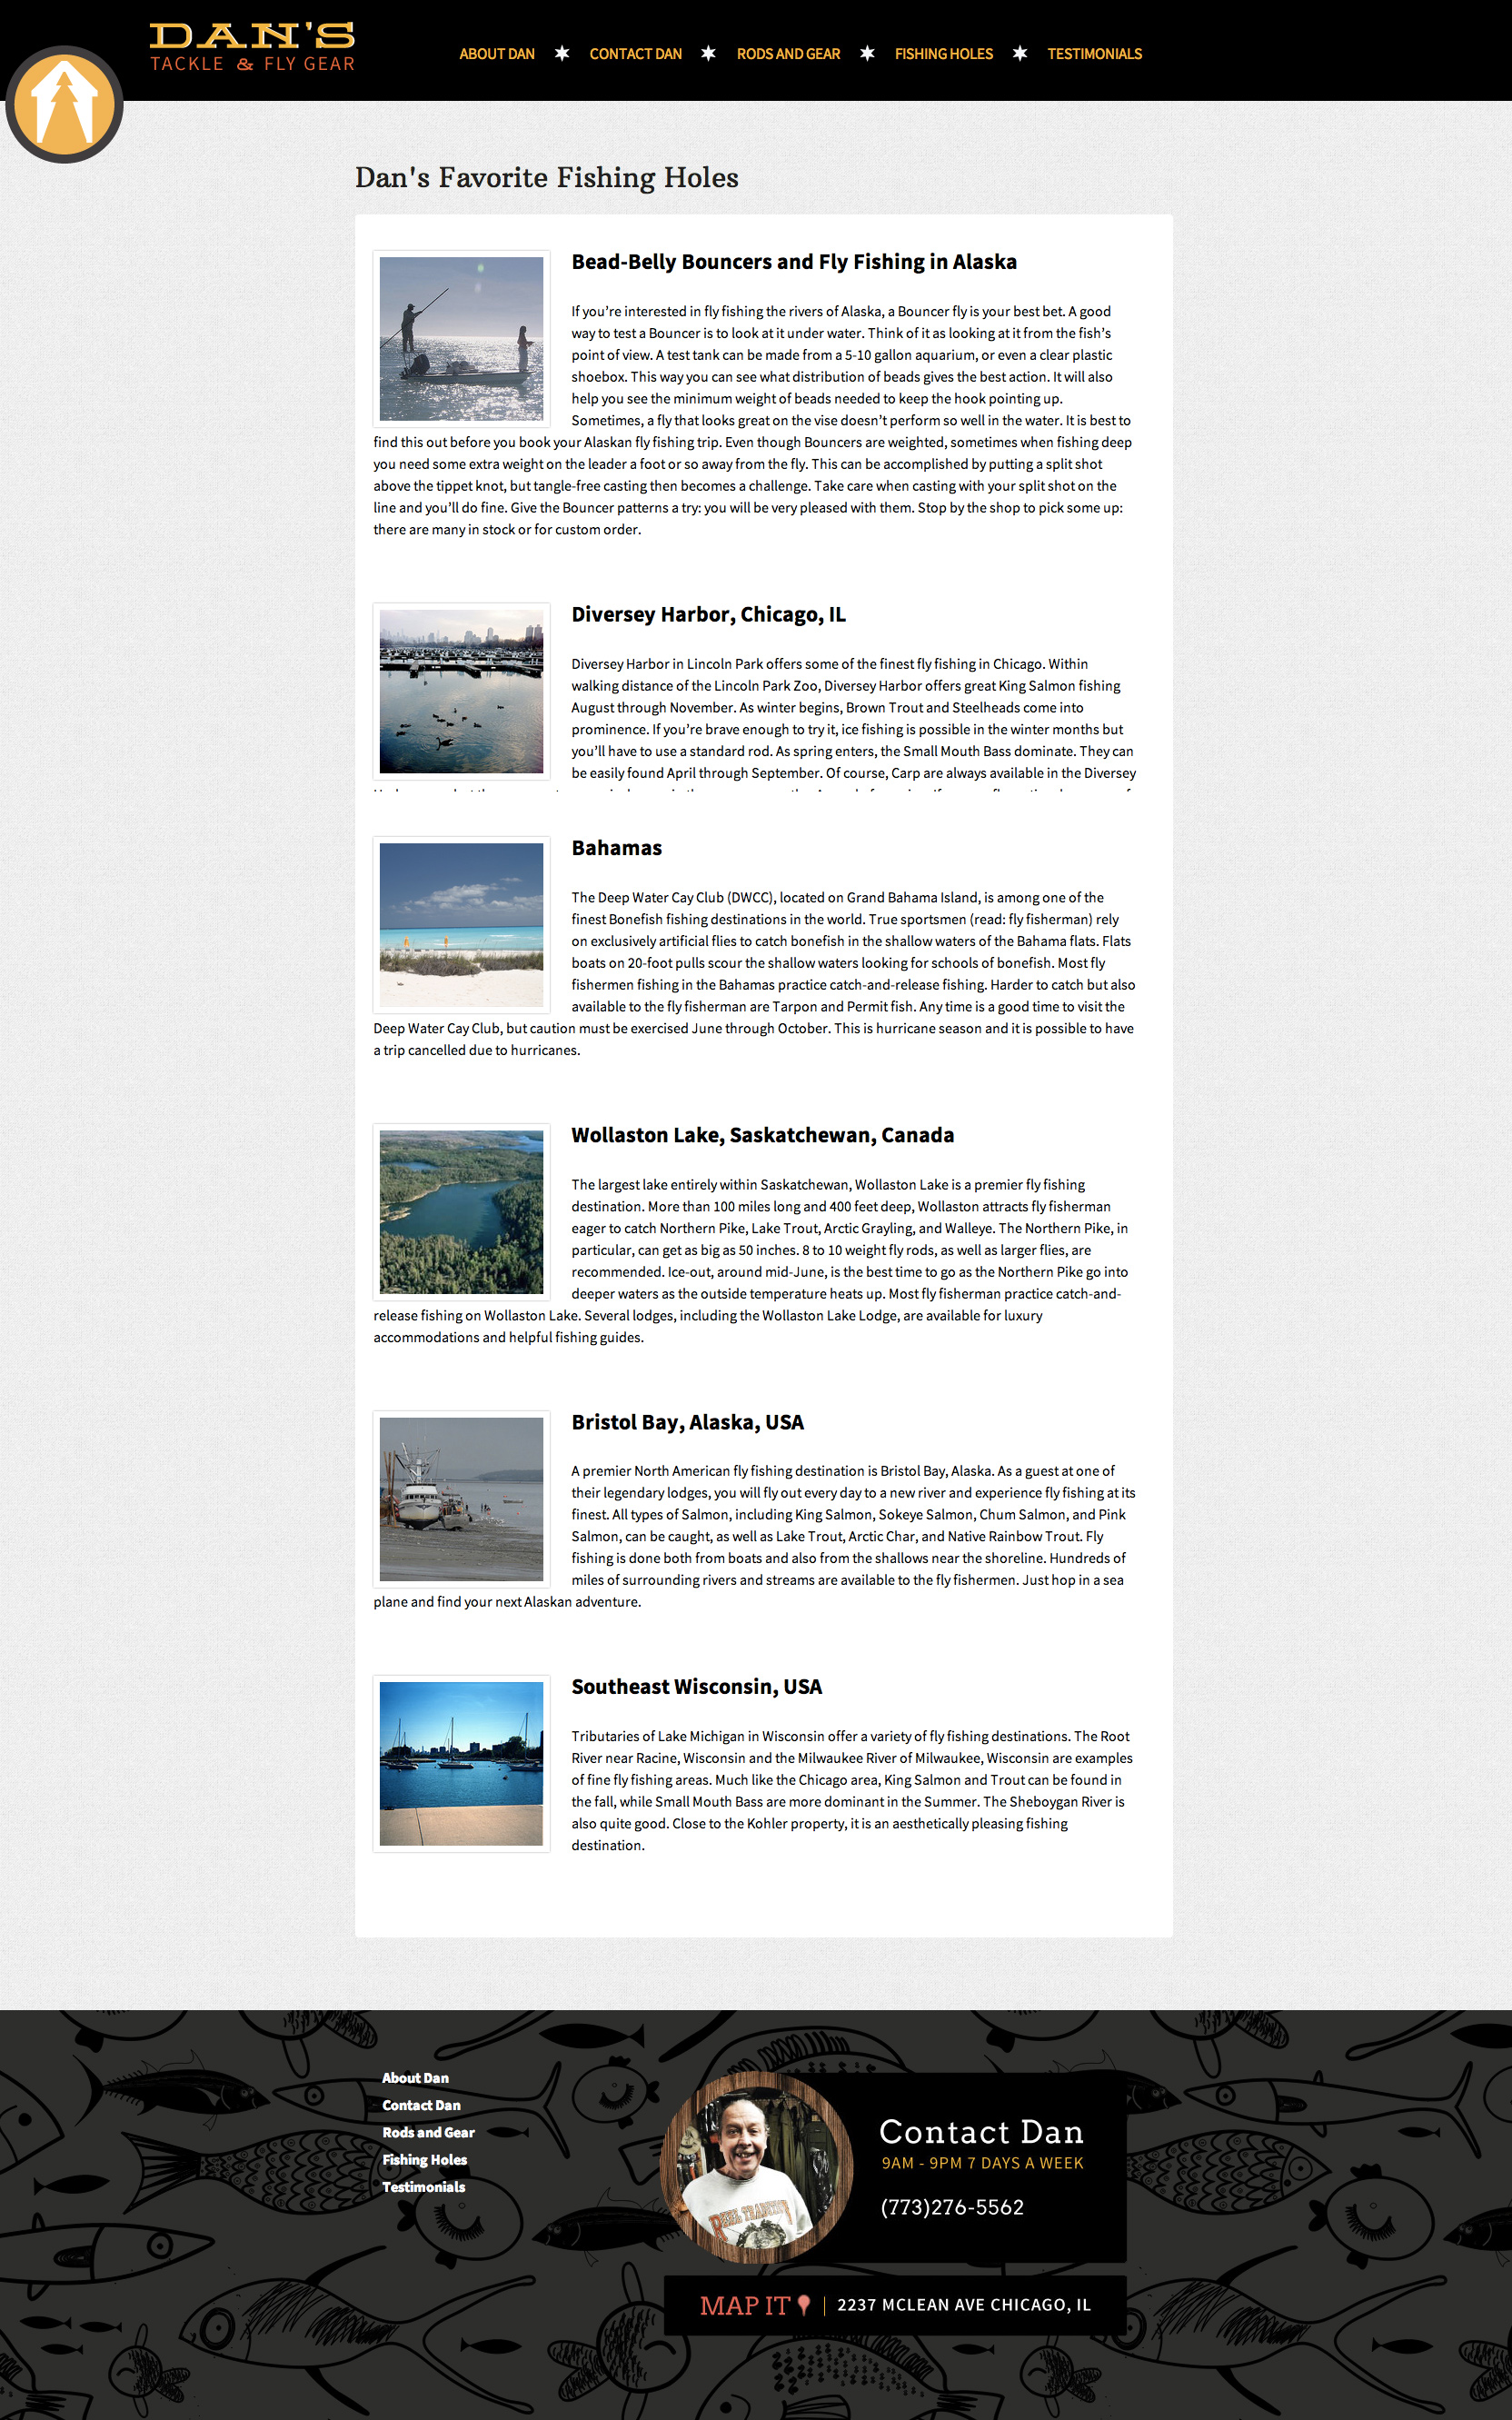 DAN'S
TACKLE & FLY GEAR
ABOUT DAN
CONTACT DAN
RODS AND GEAR
FISHING HOLES
TESTIMONIALS
Dan's Favorite Fishing Holes
Bead-Belly Bouncers and Fly Fishing in Alaska
If you’re interested in fly fishing the rivers of Alaska, a Bouncer fly is your best bet. A good
way to test a Bouncer is to look at it under water. Think of it as looking at it from the fish’s
point of view. A test tank can be made from a 5-10 gallon aquarium, or even a clear plastic
shoebox. This way you can see what distribution of beads gives the best action. It will also
help you see the minimum weight of beads needed to keep the hook pointing up.
Sometimes, a fly that looks great on the vise doesn’t perform so well in the water. It is best to
find this out before you book your Alaskan fly fishing trip. Even though Bouncers are weighted, sometimes when fishing deep
you need some extra weight on the leader a foot or so away from the fly. This can be accomplished by putting a split shot
above the tippet knot, but tangle-free casting then becomes a challenge. Take care when casting with your split shot on the
line and you’ll do fine. Give the Bouncer patterns a try: you will be very pleased with them. Stop by the shop to pick some up:
there are many in stock or for custom order.
Diversey Harbor, Chicago, IL
Diversey Harbor in Lincoln Park offers some of the finest fly fishing in Chicago. Within
walking distance of the Lincoln Park Zoo, Diversey Harbor offers great King Salmon fishing
August through November. As winter begins, Brown Trout and Steelheads come into
prominence. If you’re brave enough to try it, ice fishing is possible in the winter months but
you’ll have to use a standard rod. As spring enters, the Small Mouth Bass dominate. They can
be easily found April through September. Of course, Carp are always available in the Diversey
Bahamas
The Deep Water Cay Club (DWCC), located on Grand Bahama Island, is among one of the
finest Bonefish fishing destinations in the world. True sportsmen (read: fly fisherman) rely
on exclusively artificial flies to catch bonefish in the shallow waters of the Bahama flats. Flats
boats on 20-foot pulls scour the shallow waters looking for schools of bonefish. Most fly
fishermen fishing in the Bahamas practice catch-and-release fishing. Harder to catch but also
available to the fly fisherman are Tarpon and Permit fish. Any time is a good time to visit the
Deep Water Cay Club, but caution must be exercised June through October. This is hurricane season and it is possible to have
a trip cancelled due to hurricanes.
Wollaston Lake, Saskatchewan, Canada
The largest lake entirely within Saskatchewan, Wollaston Lake is a premier fly fishing
destination. More than 100 miles long and 400 feet deep, Wollaston attracts fly fisherman
eager to catch Northern Pike, Lake Trout, Arctic Grayling, and Walleye. The Northern Pike, in
particular, can get as big as 50 inches. 8 to 10 weight fly rods, as well as larger flies, are
recommended. Ice-out, around mid-June, is the best time to go as the Northern Pike go into
deeper waters as the outside temperature heats up. Most fly fisherman practice catch-and-
release fishing on Wollaston Lake. Several lodges, including the Wollaston Lake Lodge, are available for luxury
accommodations and helpful fishing guides.
Bristol Bay, Alaska, USA
A premier North American fly fishing destination is Bristol Bay, Alaska. As a guest at one of
their legendary lodges, you will fly out every day to a new river and experience fly fishing at its
finest. All types of Salmon, including King Salmon, Sokeye Salmon, Chum Salmon, and Pink
Salmon, can be caught, as well as Lake Trout, Arctic Char, and Native Rainbow Trout. Fly
fishing is done both from boats and also from the shallows near the shoreline. Hundreds of
miles of surrounding rivers and streams are available to the fly fishermen. Just hop in a sea
plane and find your next Alaskan adventure.
Southeast Wisconsin, USA
Tributaries of Lake Michigan in Wisconsin offer a variety of fly fishing destinations. The Root
River near Racine, Wisconsin and the Milwaukee River of Milwaukee, Wisconsin are examples
of fine fly fishing areas. Much like the Chicago area, King Salmon and Trout can be found in
the fall, while Small Mouth Bass are more dominant in the Summer. The Sheboygan River is
also quite good. Close to the Kohler property, it is an aesthetically pleasing fishing
destination.
About Dan
Contact Dan
Rods and Gear
Fishing Holes
Testimonials
Contact Dan
9AM - 9PM 7 DAYS A WEEK
(773)276-5562
MAP IT
2237 MCLEAN AVE CHICAGO, IL